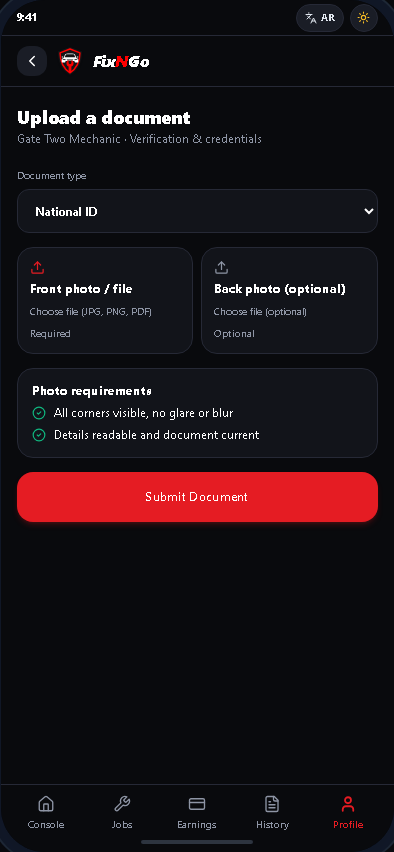 9:41
AR
FixNGo
Upload a document
Gate Two Mechanic · Verification & credentials
Document type
National ID
Front photo / file
Choose file (JPG, PNG, PDF)
Required
Back photo (optional)
Choose file (optional)
Optional
Photo requirements
All corners visible, no glare or blur
Details readable and document current
Submit Document
Console
Jobs
Earnings
History
Profile